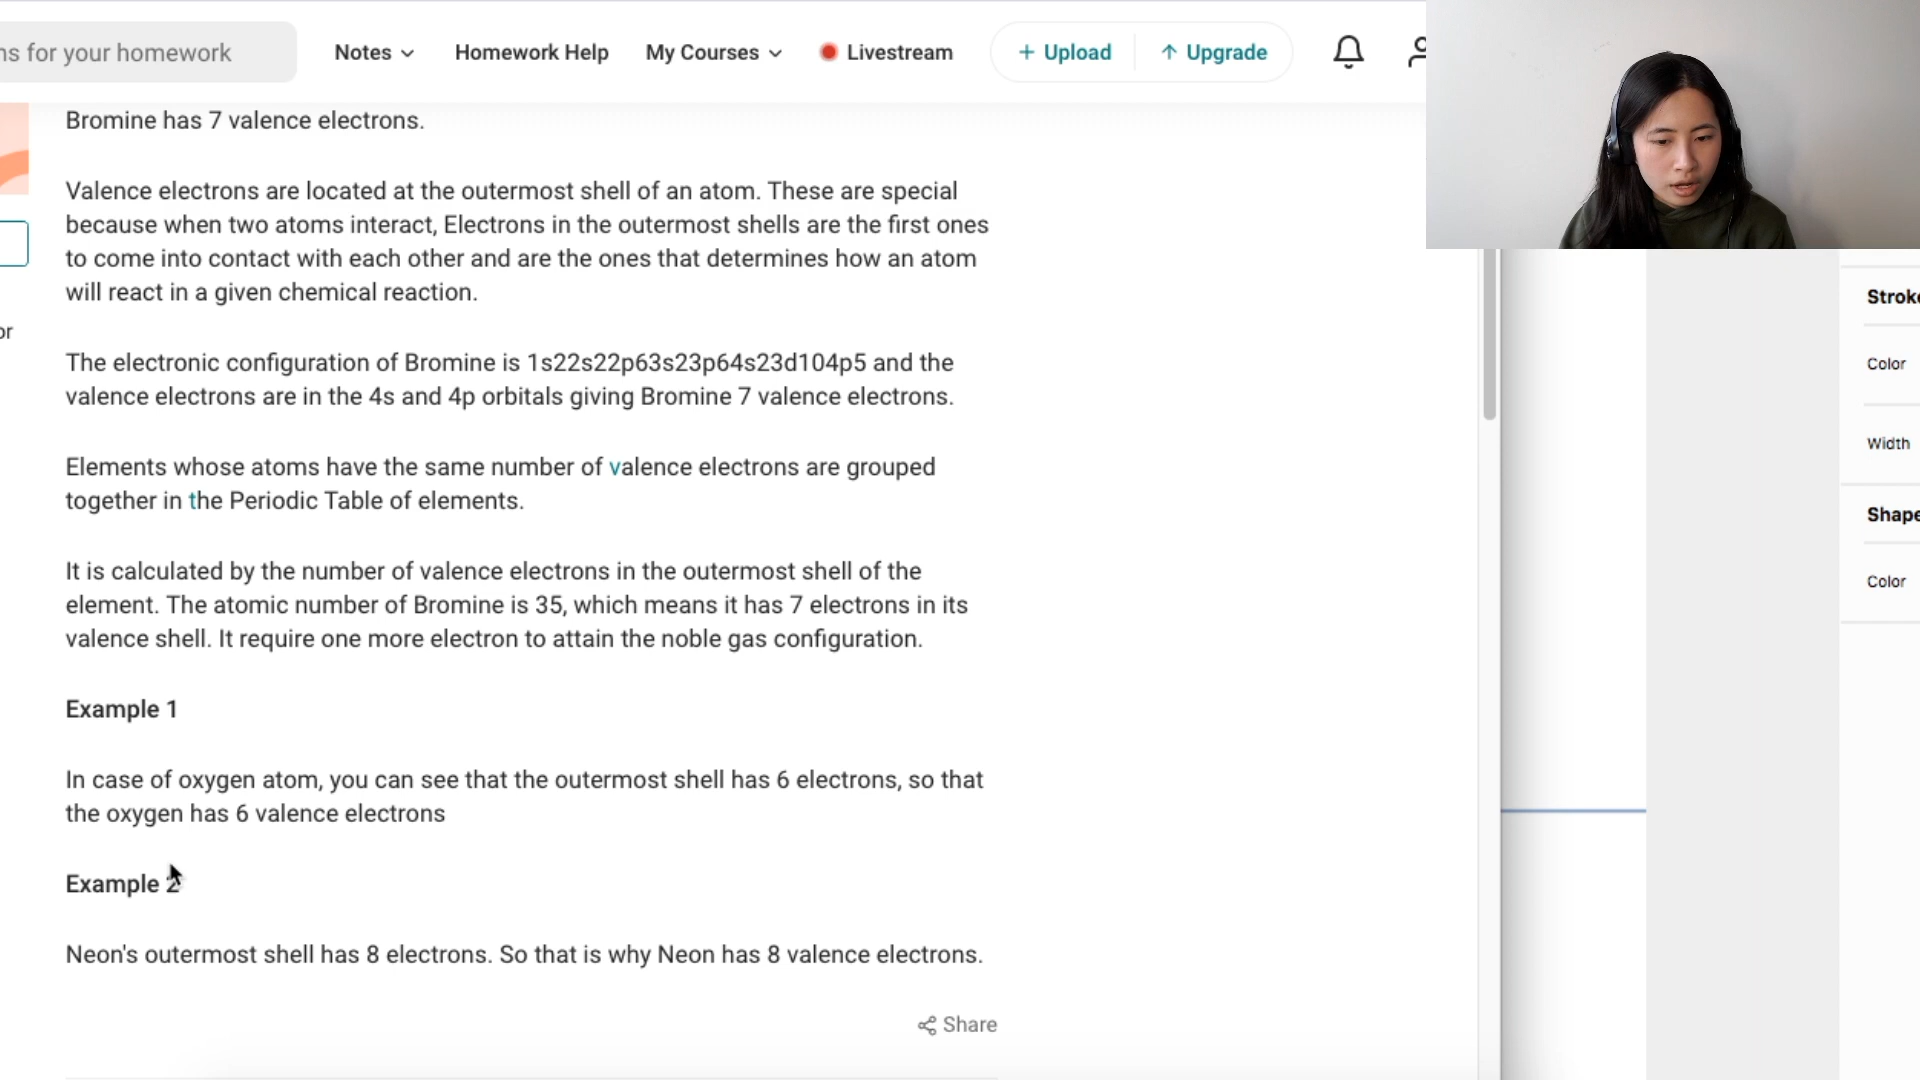 ns for your homework
Notes
Homework Help
My Courses
Livestream
+ Upload
Upgrade
Bromine has 7 valence electrons.
Valence electrons are located at the outermost shell of an atom. These are special
because when two atoms interact, Electrons in the outermost shells are the first ones
to come into contact with each other and are the ones that determines how an atom
will react in a given chemical reaction.
or
The electronic configuration of Bromine is 1s22s22p63s23p64s23d104p5 and the
valence electrons are in the 4s and 4p orbitals giving Bromine 7 valence electrons.
Elements whose atoms have the same number of valence electrons are grouped
together in the Periodic Table of elements.
It is calculated by the number of valence electrons in the outermost shell of the
element. The atomic number of Bromine is 35, which means it has 7 electrons in its
valence shell. It require one more electron to attain the noble gas configuration.
Example 1
In case of oxygen atom, you can see that the outermost shell has 6 electrons, so that
the oxygen has 6 valence electrons
Example 2
Neon's outermost shell has 8 electrons. So that is why Neon has 8 valence electrons.
Share
Stroke
Color
Width
Shape
Color